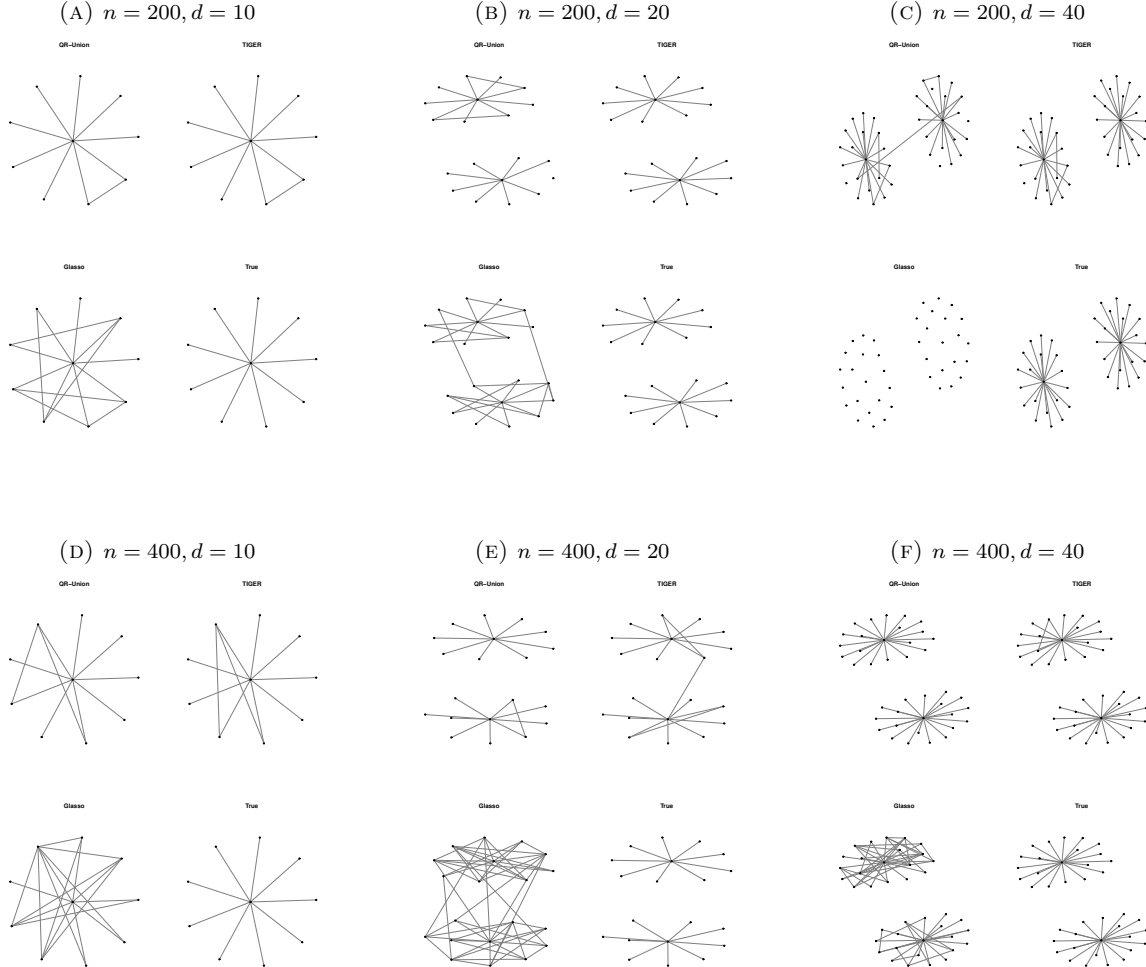 (A) n = 200, d = 10
QR-Union TIGER
Glasso True
(B) n = 200, d = 20
QR-Union TIGER
Glasso True
(C) n = 200, d = 40
QR-Union TIGER
Glasso True
(D) n = 400, d = 10
QR-Union TIGER
Glasso True
(E) n = 400, d = 20
QR-Union TIGER
Glasso True
(F) n = 400, d = 40
QR-Union TIGER
Glasso True